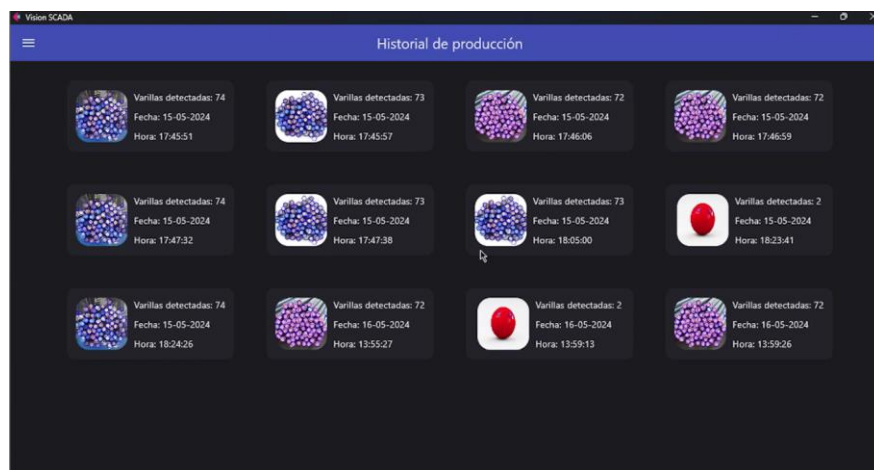 Vision SCADA
Historial de producción
Varillas detectadas: 74
Fecha: 15-05-2024
Hora: 17:45:51
Varillas detectadas: 73
Fecha: 15-05-2024
Hora: 17:45:57
Varillas detectadas: 72
Fecha: 15-05-2024
Hora: 17:46:06
Varillas detectadas: 72
Fecha: 15-05-2024
Hora: 17:46:59
Varillas detectadas: 74
Fecha: 15-05-2024
Hora: 17:47:32
Varillas detectadas: 73
Fecha: 15-05-2024
Hora: 17:47:38
Varillas detectadas: 73
Fecha: 15-05-2024
Hora: 18:05:00
Varillas detectadas: 2
Fecha: 15-05-2024
Hora: 18:23:41
Varillas detectadas: 74
Fecha: 15-05-2024
Hora: 18:24:26
Varillas detectadas: 72
Fecha: 16-05-2024
Hora: 13:55:27
Varillas detectadas: 2
Fecha: 16-05-2024
Hora: 13:59:13
Varillas detectadas: 72
Fecha: 16-05-2024
Hora: 13:59:26